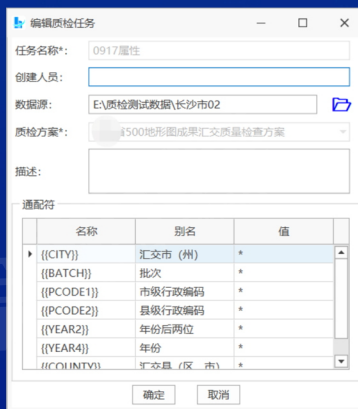 编辑质检任务
任务名称*: 0917属性
创建人员:
数据源: E:\质检测试数据\长沙市02
质检方案*: 省500地形图成果汇交质量检查方案
描述:
通配符
名称 别名 值
{{CITY}} 汇交市（州） *
{{BATCH}} 批次 *
{{PCODE1}} 市级行政编码 *
{{PCODE2}} 县级行政编码 *
{{YEAR2}} 年份后两位 *
{{YEAR4}} 年份 *
{{COUNTY}} 汇交县（区、市） *
确定 取消